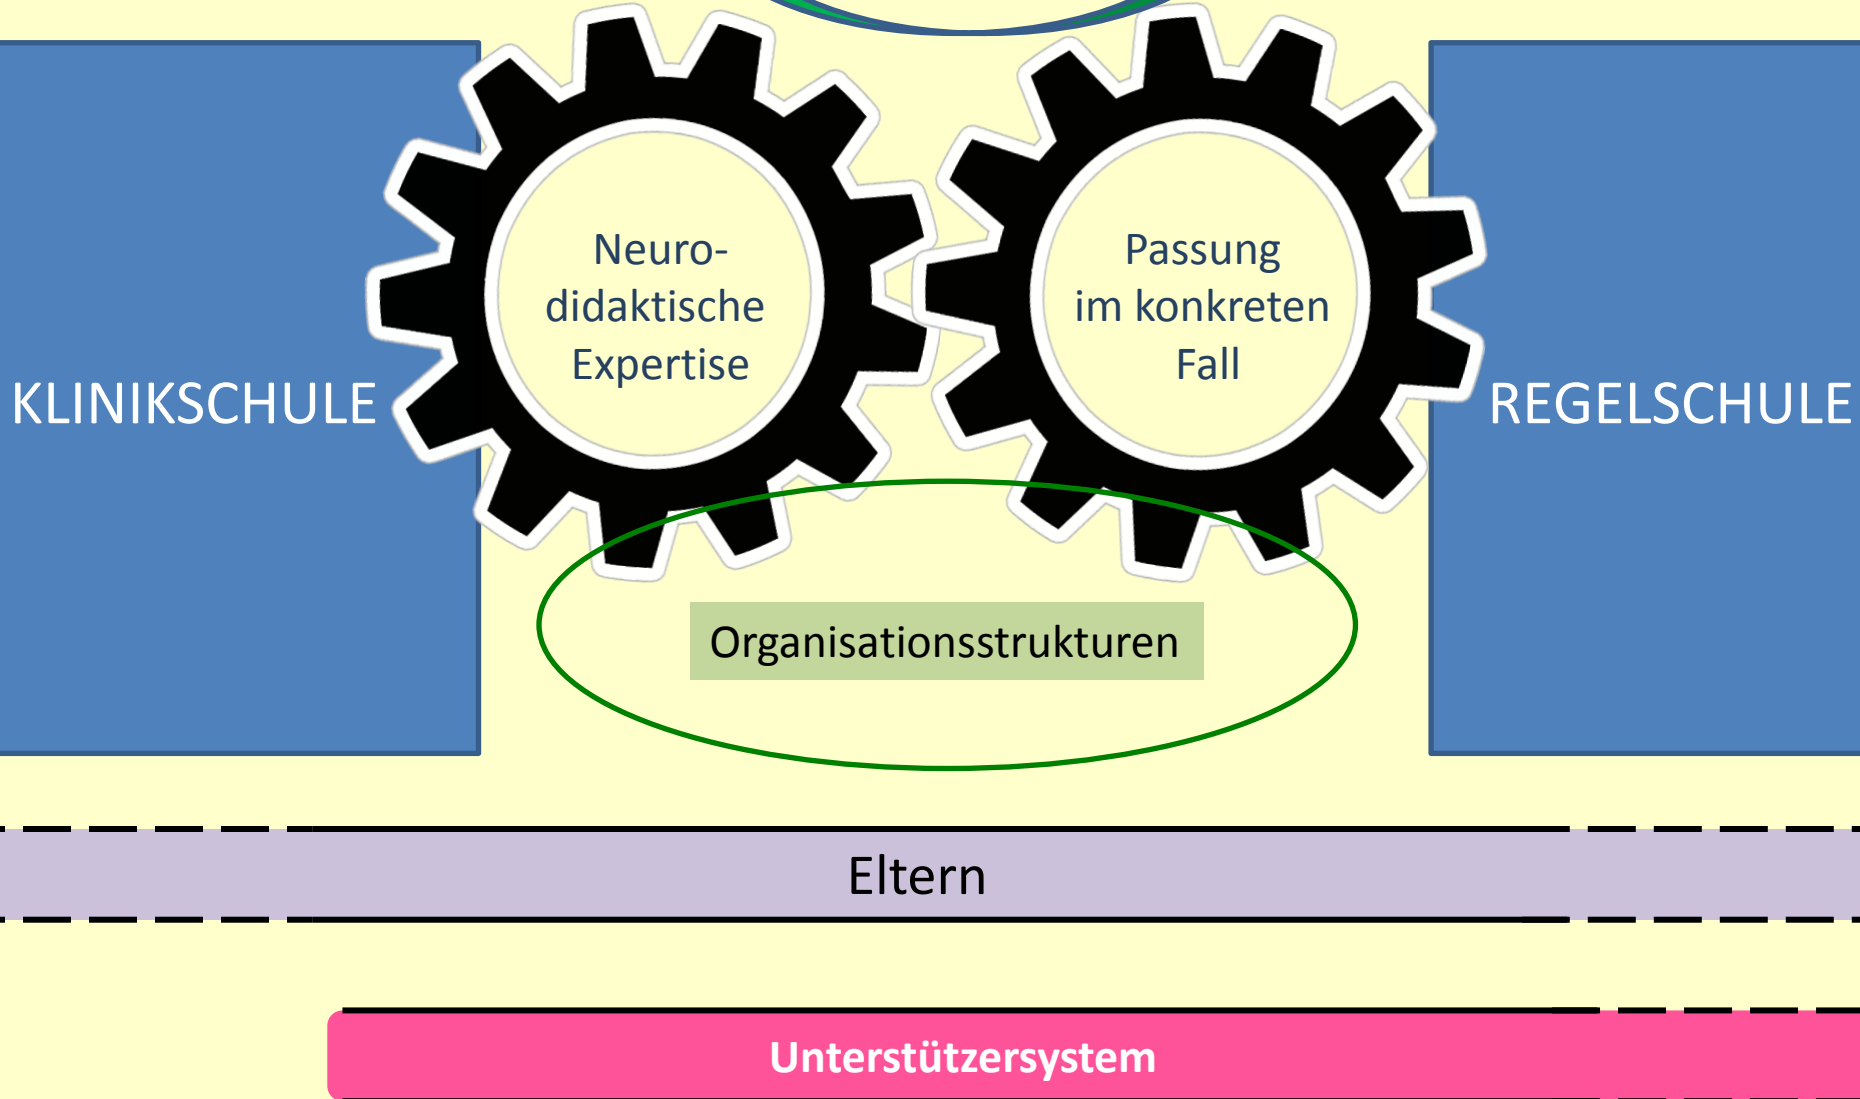 Neuro-
didaktische
Expertise
Passung
im konkreten
Fall
KLINIKSCHULE
REGELSCHULE
Organisationsstrukturen
Eltern
Unterstützersystem